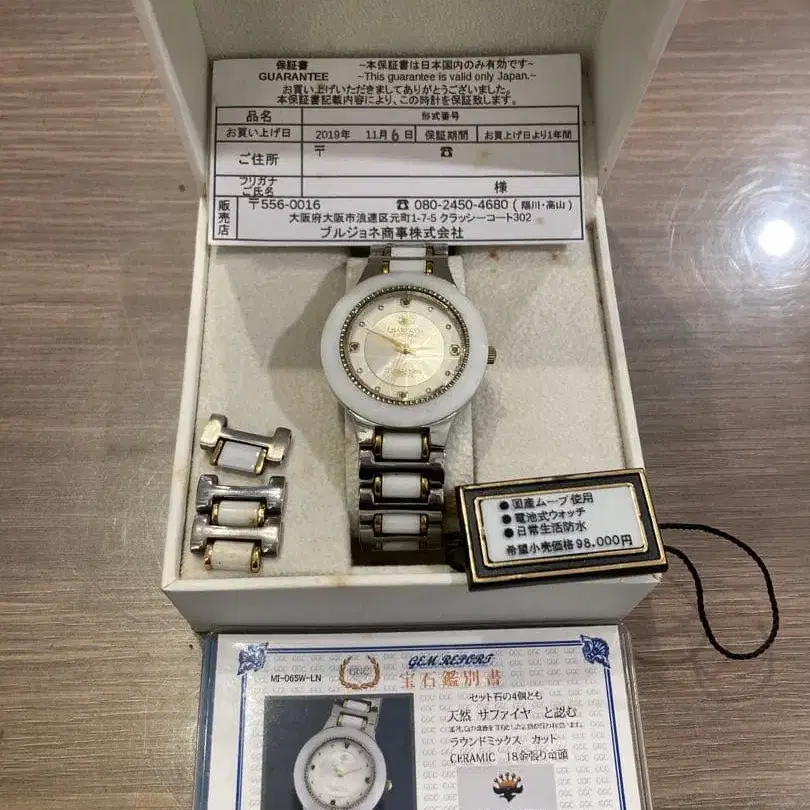 保証書 ~本保証書は日本国内のみ有効です~
GUARANTEE ~This guarantee is valid only Japan.~
お買い上げいただきましてありがとうございました。
本保証書記載内容により、この時計を保証致します。
品名 形式番号
お買い上げ日 2019年 11月6日 保証期間 お買上げ日より1年間
ご住所 〒 ☎
フリガナ
ご氏名 様
販売店 〒556-0016 ☎ 080-2450-4680 (隅川・高山)
大阪府大阪市浪速区元町1-7-5 クラッシーコート302
ブルジョネ商事株式会社
●国産ムーブ使用
●電池式ウォッチ
●日常生活防水
希望小売価格 98.000円
GEM REPORT
MI-065W-LN GGC 宝石鑑別書
セット石の4個とも
天然 サファイヤ と認む
ラウンドミックス カット
CERAMIC 18金張り竜頭